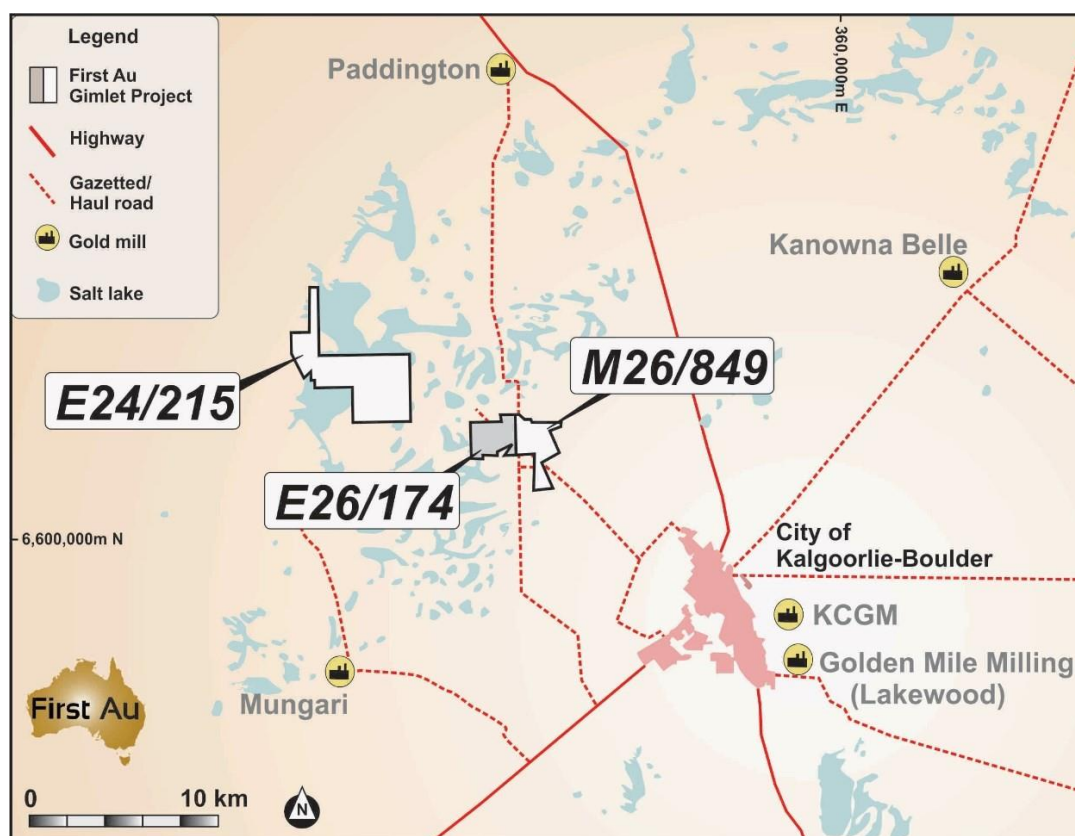 Legend
First Au
Gimlet Project
Highway
Gazetted/
Haul road
Gold mill
Salt lake
Paddington
360,000m E
Kanowna Belle
M26/849
E24/215
E26/174
6,600,000m N
City of
Kalgoorlie-Boulder
KCGM
Golden Mile Milling
(Lakewood)
Mungari
First Au
0 10 km
N